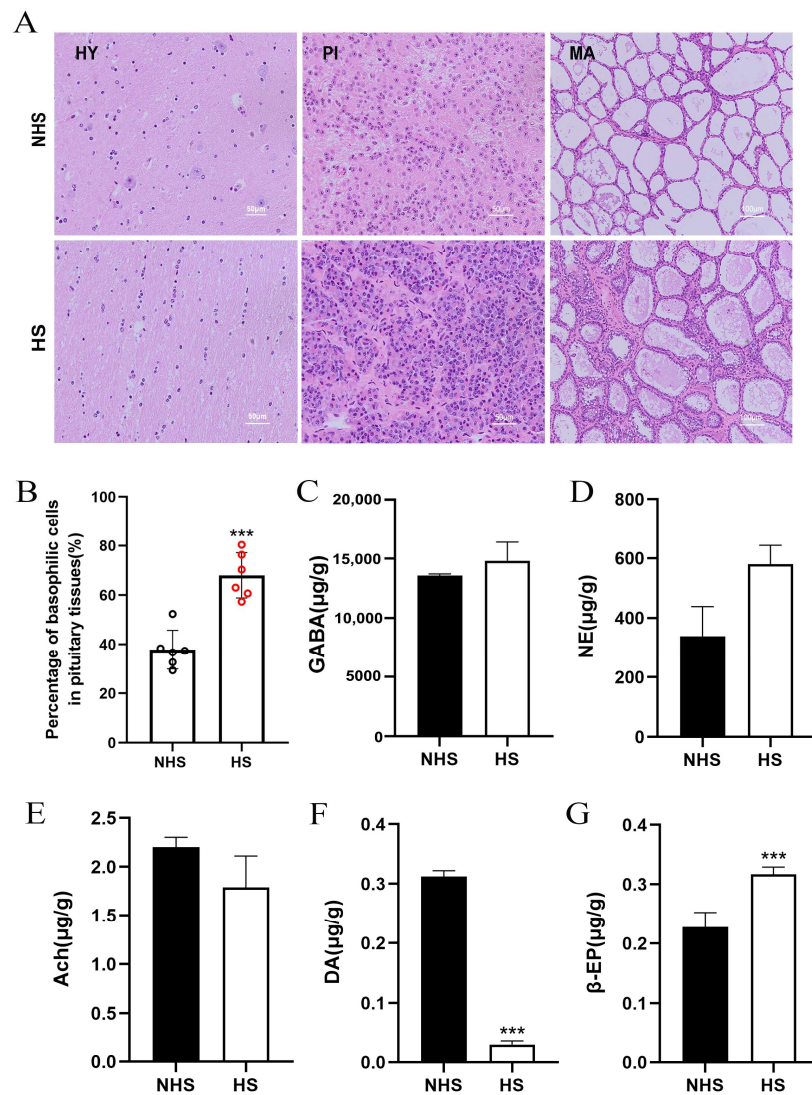 A
HY
PI
MA
NHS
50μm
50μm
100μm
HS
50μm
50μm
100μm
B
Percentage of basophilic cells
in pituitary tissues(%)
100
80
60
40
20
0
***
NHS
HS
C
GABA(μg/g)
20,000
15,000
10,000
5000
0
NHS
HS
D
NE(μg/g)
800
600
400
200
0
NHS
HS
E
Ach(μg/g)
2.5
2.0
1.5
1.0
0.5
0.0
NHS
HS
F
DA(μg/g)
0.4
0.3
0.2
0.1
0.0
***
NHS
HS
G
β-EP(μg/g)
0.4
0.3
0.2
0.1
0.0
***
NHS
HS